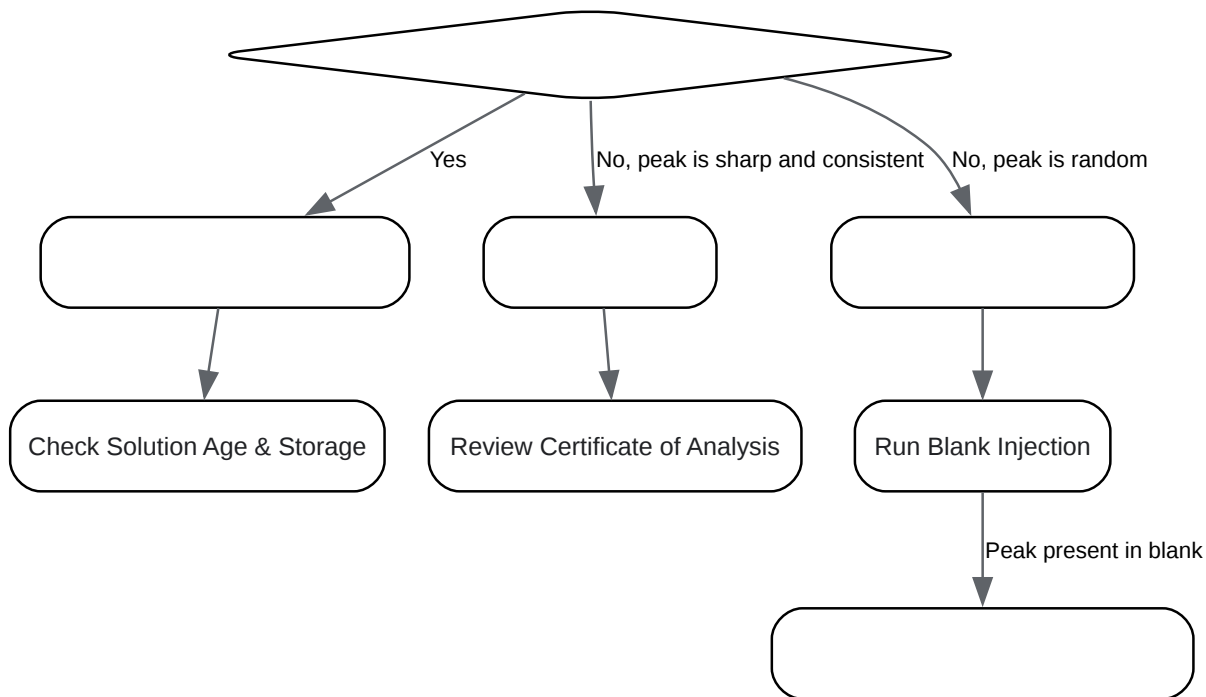 Yes
No, peak is sharp and consistent
No, peak is random
Check Solution Age & Storage
Review Certificate of Analysis
Run Blank Injection
Peak present in blank